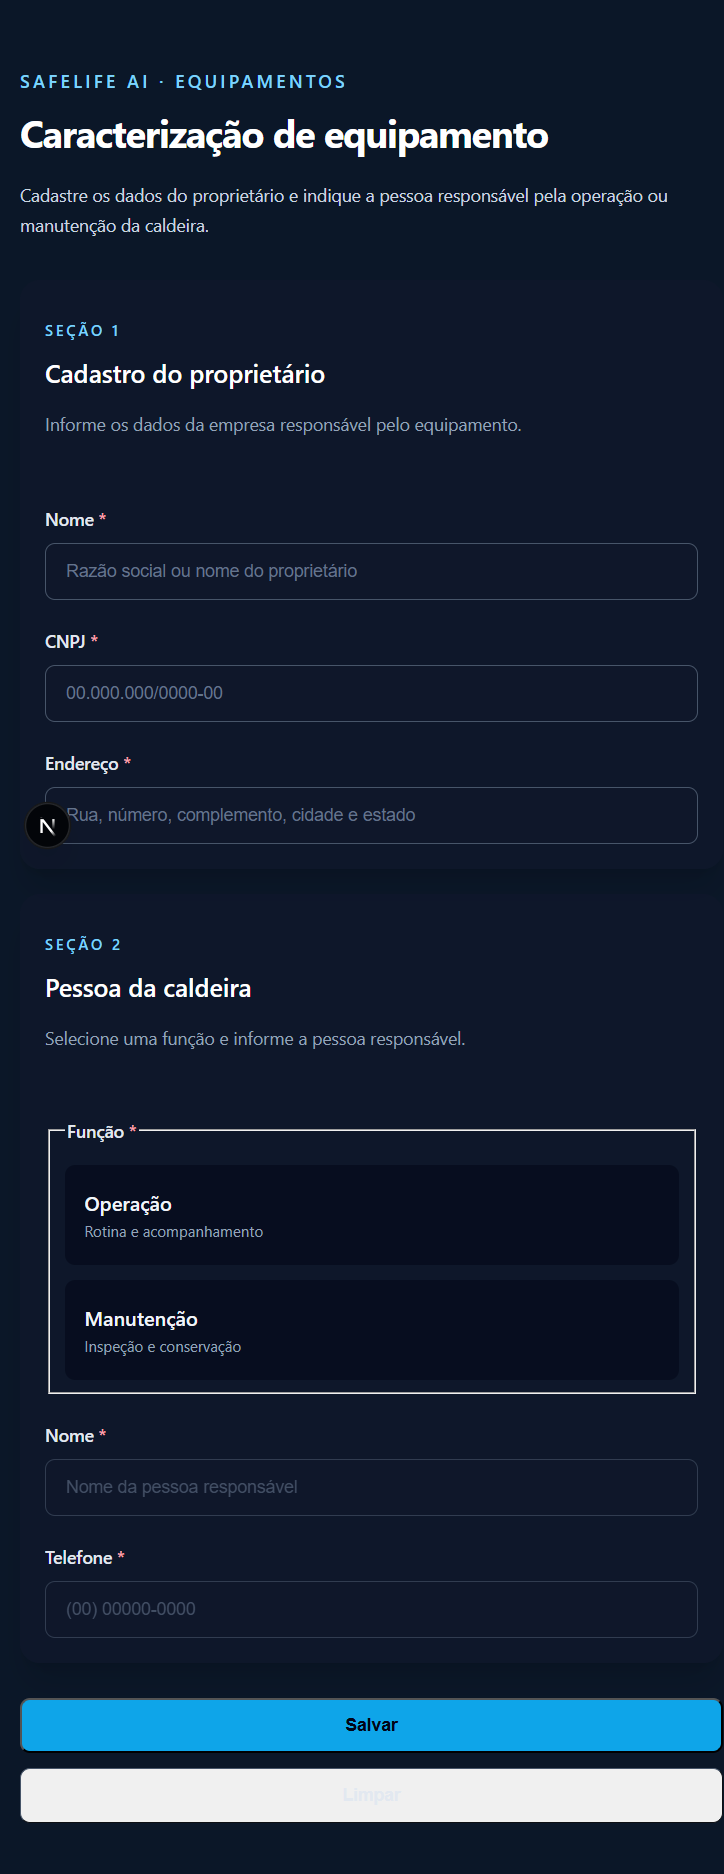 SAFELIFE AI · EQUIPAMENTOS
Caracterização de equipamento
Cadastre os dados do proprietário e indique a pessoa responsável pela operação ou
manutenção da caldeira.
SEÇÃO 1
Cadastro do proprietário
Informe os dados da empresa responsável pelo equipamento.
Nome *
Razão social ou nome do proprietário
CNPJ *
00.000.000/0000-00
Endereço *
Rua, número, complemento, cidade e estado
N
SEÇÃO 2
Pessoa da caldeira
Selecione uma função e informe a pessoa responsável.
Função *
Operação
Rotina e acompanhamento
Manutenção
Inspeção e conservação
Nome *
Nome da pessoa responsável
Telefone *
(00) 00000-0000
Salvar
Limpar